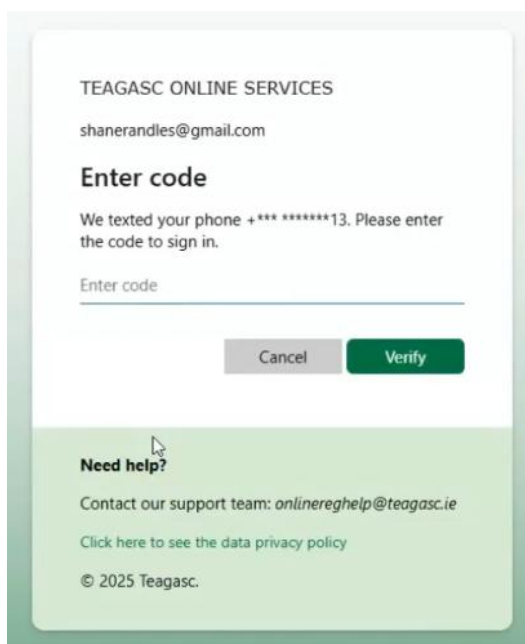 TEAGASC ONLINE SERVICES
shanerandles@gmail.com
Enter code
We texted your phone +*** *******13. Please enter
the code to sign in.
Enter code
Cancel
Verify
Need help?
Contact our support team: onlinereghelp@teagasc.ie
Click here to see the data privacy policy
© 2025 Teagasc.